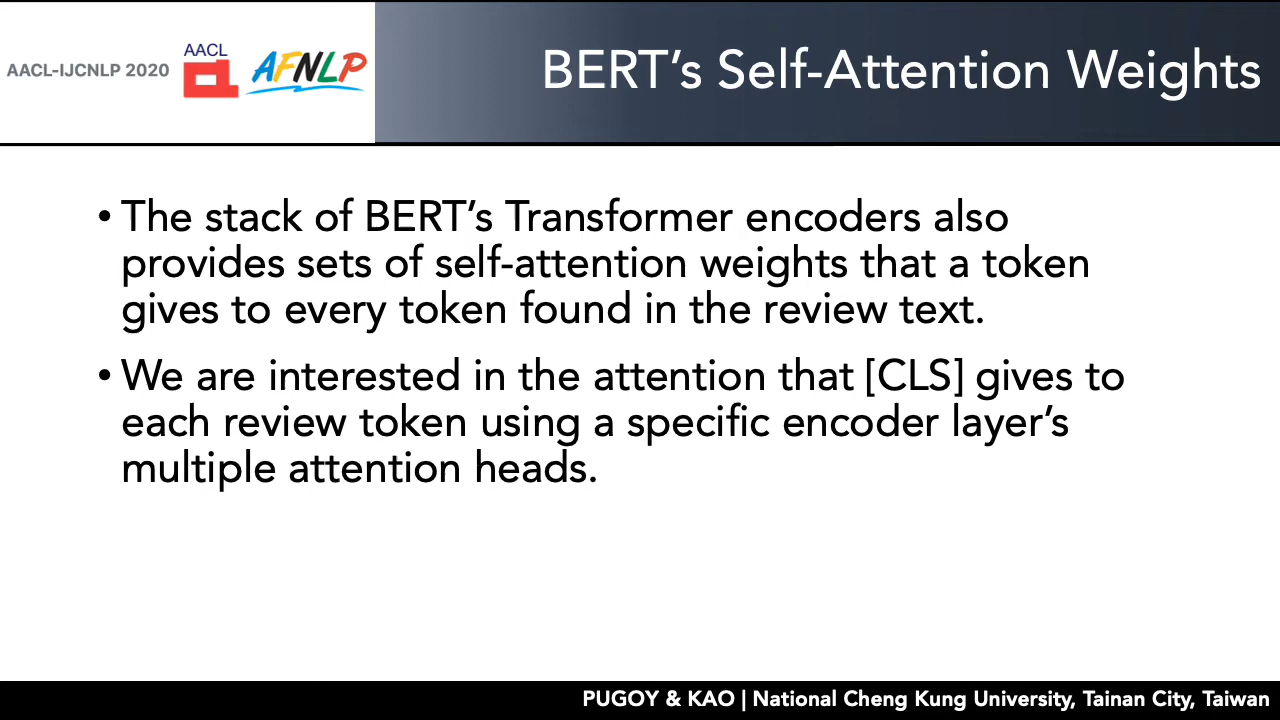 AACL-IJCNLP 2020
AACL
AFNLP
BERT’s Self-Attention Weights
• The stack of BERT’s Transformer encoders also
provides sets of self-attention weights that a token
gives to every token found in the review text.
• We are interested in the attention that [CLS] gives to
each review token using a specific encoder layer’s
multiple attention heads.
PUGOY & KAO | National Cheng Kung University, Tainan City, Taiwan